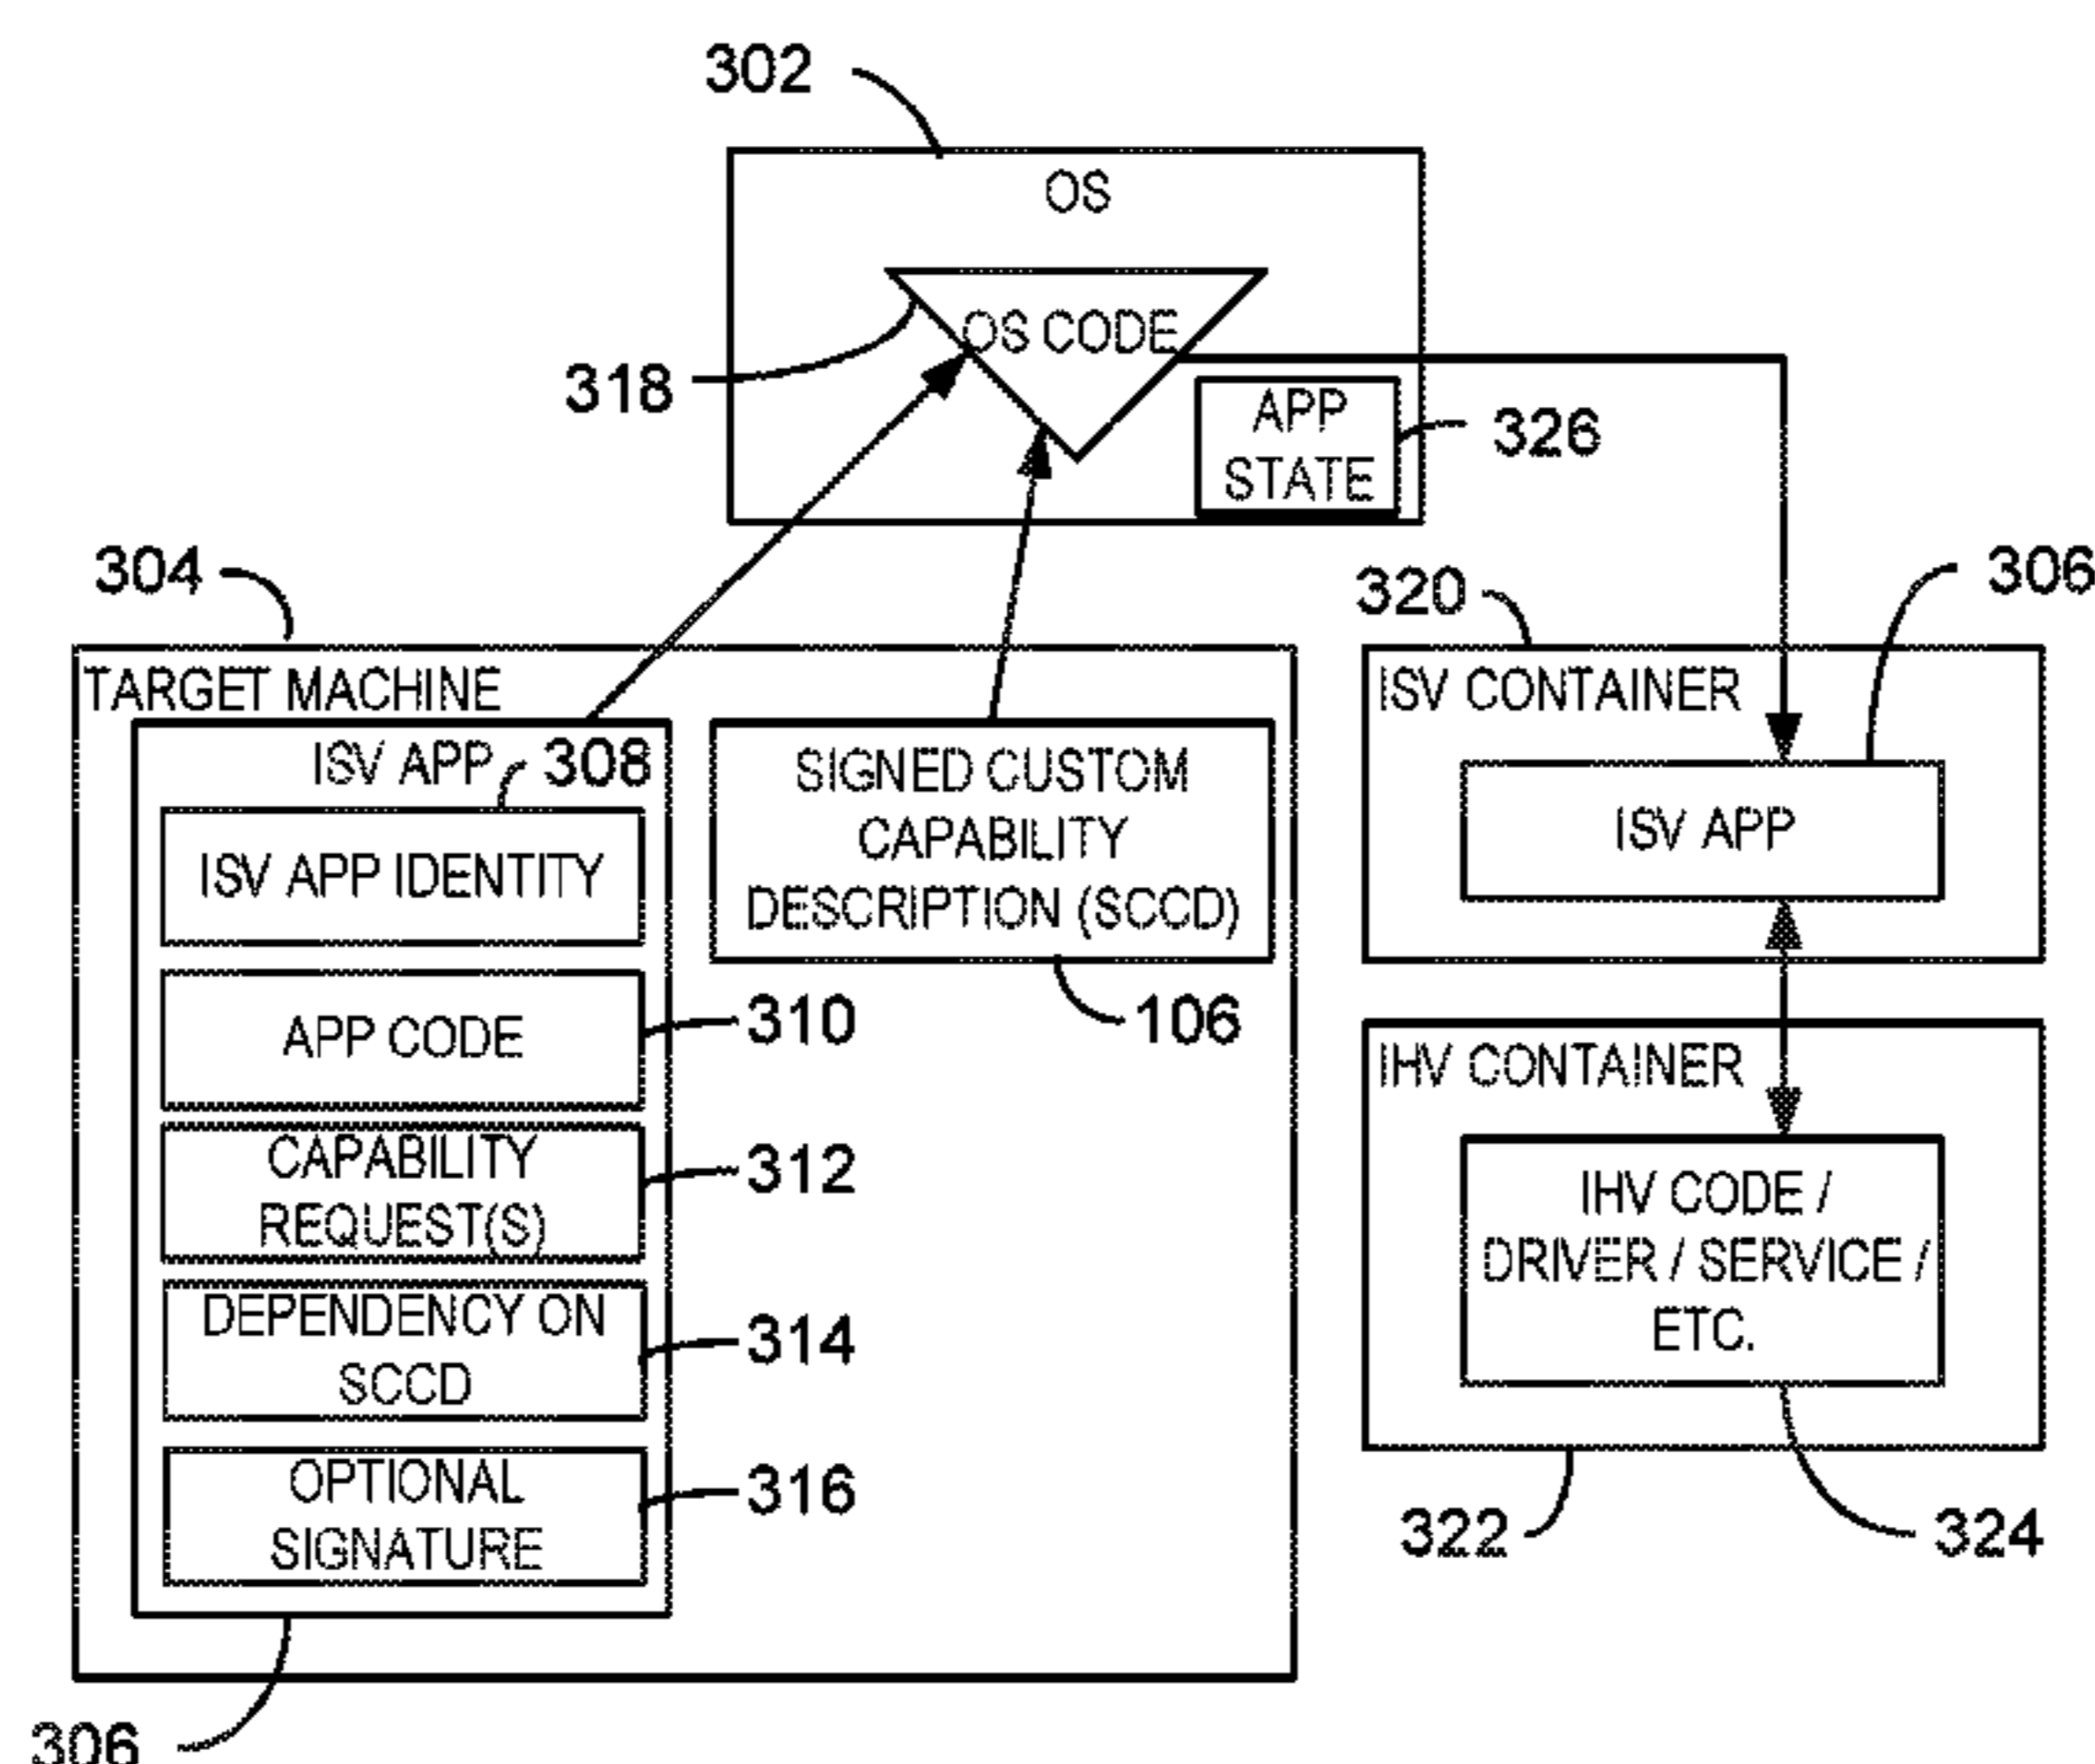 302
OS
OS CODE
318
APP
STATE
326
304
320
306
TARGET MACHINE
ISV APP
308
ISV APP IDENTITY
APP CODE
310
CAPABILITY
REQUEST(S)
312
DEPENDENCY ON
SCCD
314
OPTIONAL
SIGNATURE
316
306
SIGNED CUSTOM
CAPABILITY
DESCRIPTION (SCCD)
106
ISV CONTAINER
ISV APP
IHV CONTAINER
IHV CODE /
DRIVER / SERVICE /
ETC.
322
324